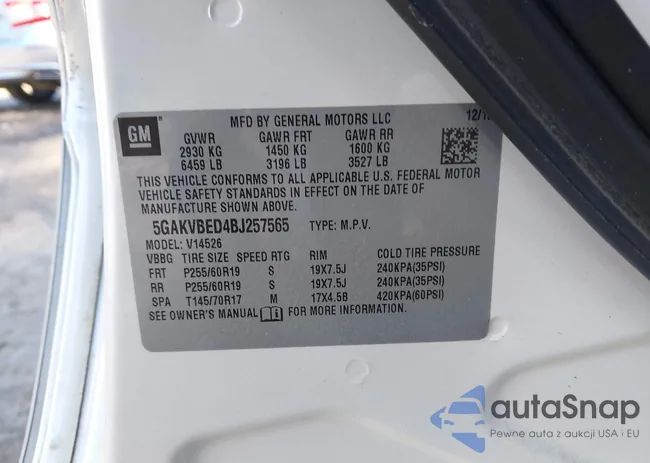 GM
MFD BY GENERAL MOTORS LLC 12/1
GVWR GAWR FRT GAWR RR
2930 KG 1450 KG 1600 KG
6459 LB 3196 LB 3527 LB
THIS VEHICLE CONFORMS TO ALL APPLICABLE U.S. FEDERAL MOTOR
VEHICLE SAFETY STANDARDS IN EFFECT ON THE DATE OF
MANUFACTURE SHOWN ABOVE.
5GAKVBED4BJ257565 TYPE: M.P.V.
MODEL: V14526
VBBG TIRE SIZE SPEED RTG RIM COLD TIRE PRESSURE
FRT P255/60R19 S 19X7.5J 240KPA(35PSI)
RR P255/60R19 S 19X7.5J 240KPA(35PSI)
SPA T145/70R17 M 17X4.5B 420KPA(60PSI)
SEE OWNER'S MANUAL FOR MORE INFORMATION.
autaSnap
Pewne auta z aukcji USA i EU